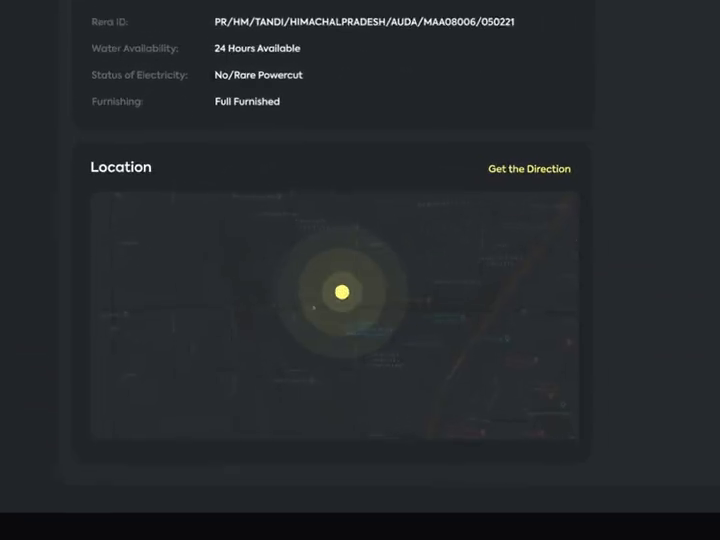 Rera ID: PR/HM/TANDI/HIMACHALPRADESH/AUDA/MAA08006/050221
Water Availability: 24 Hours Available
Status of Electricity: No/Rare Powercut
Furnishing: Full Furnished
Location Get the Direction